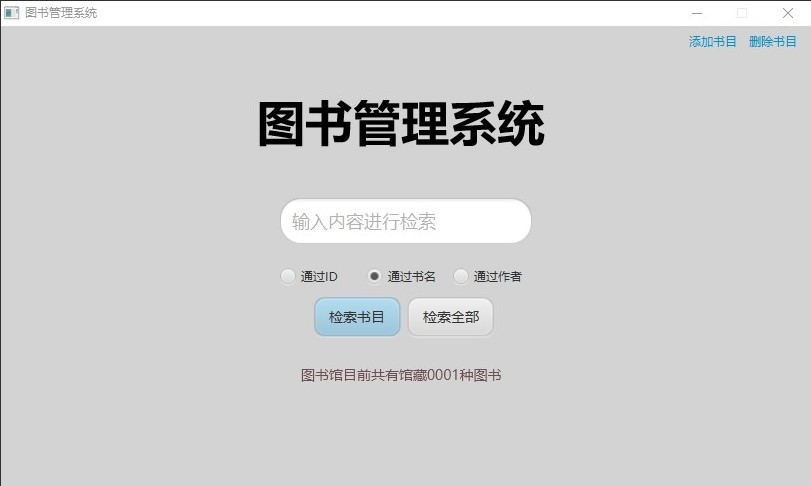 图书管理系统
添加书目 删除书目
图书管理系统
输入内容进行检索
通过ID 通过书名 通过作者
检索书目 检索全部
图书馆目前共有馆藏0001种图书